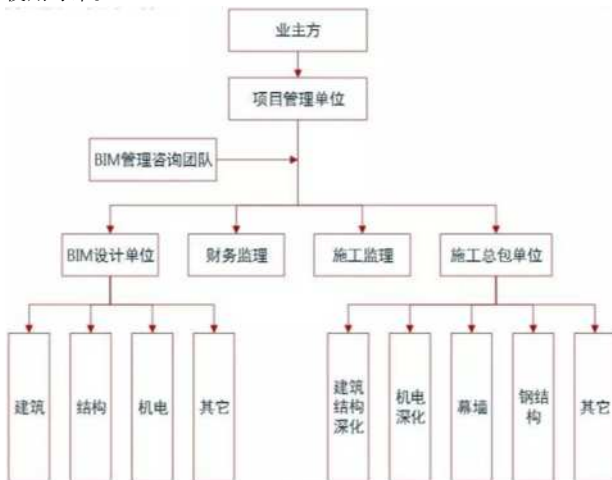 业主方
项目管理单位
BIM管理咨询团队
BIM设计单位
财务监理
施工监理
施工总包单位
建筑
结构
机电
其它
建筑
结构
深化
机电
深化
幕墙
钢结
构
其它